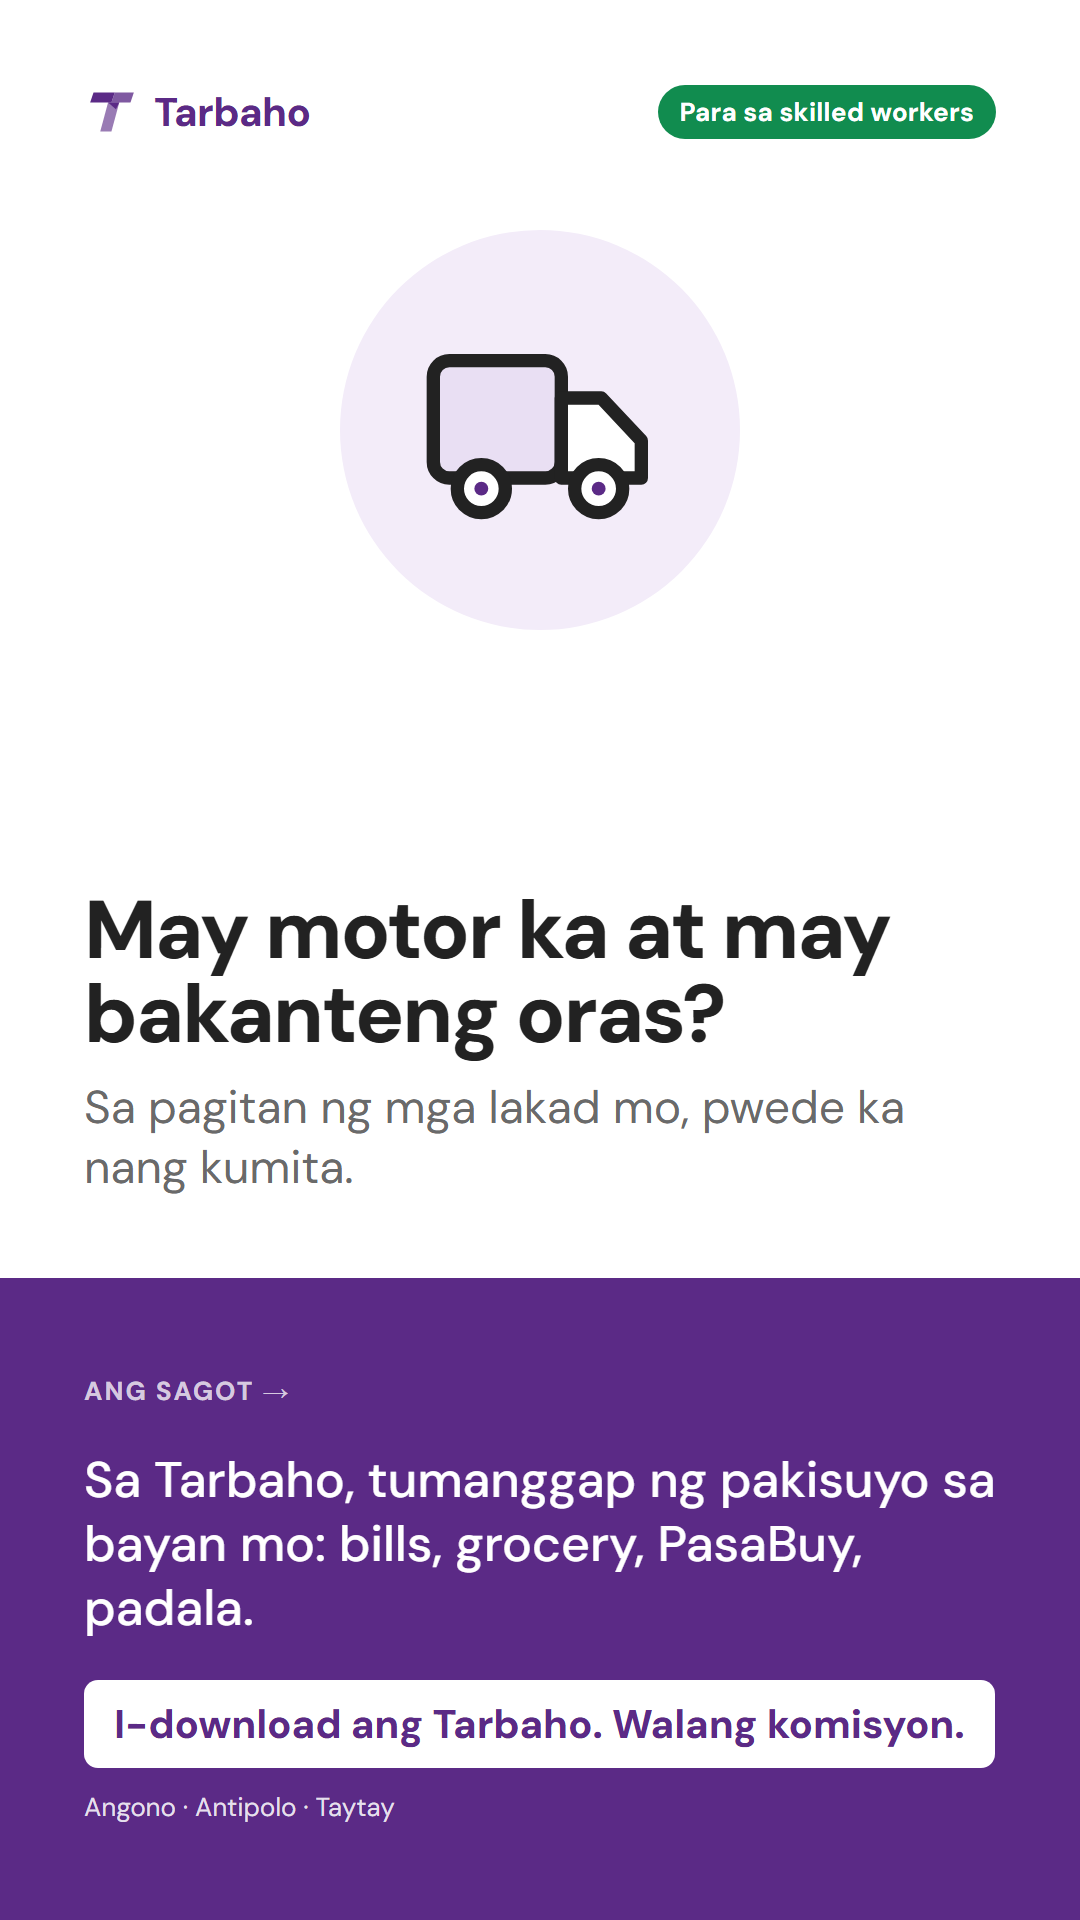 Tarbaho
Para sa skilled workers
May motor ka at may
bakanteng oras?
Sa pagitan ng mga lakad mo, pwede ka
nang kumita.
ANG SAGOT →
Sa Tarbaho, tumanggap ng pakisuyo sa
bayan mo: bills, grocery, PasaBuy,
padala.
I-download ang Tarbaho. Walang komisyon.
Angono · Antipolo · Taytay